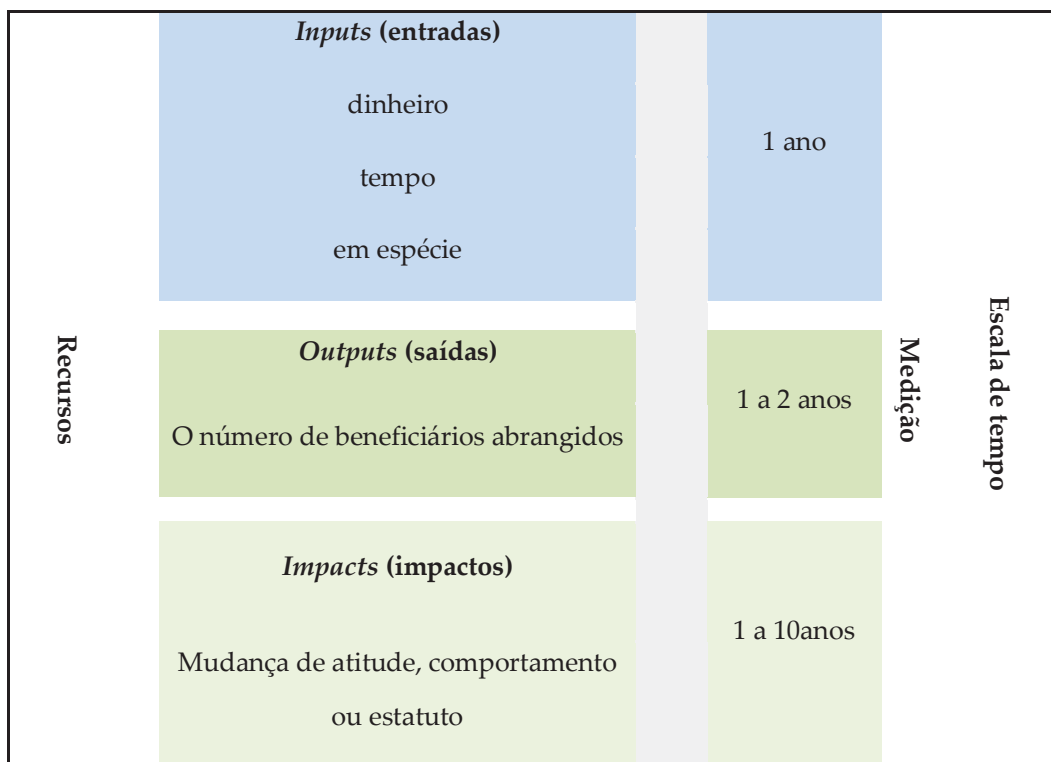 Recursos
Inputs (entradas)
dinheiro
tempo
em espécie
1 ano
Outputs (saídas)
O número de beneficiários abrangidos
1 a 2 anos
Impacts (impactos)
Mudança de atitude, comportamento
ou estatuto
1 a 10anos
Medição
Escala de tempo